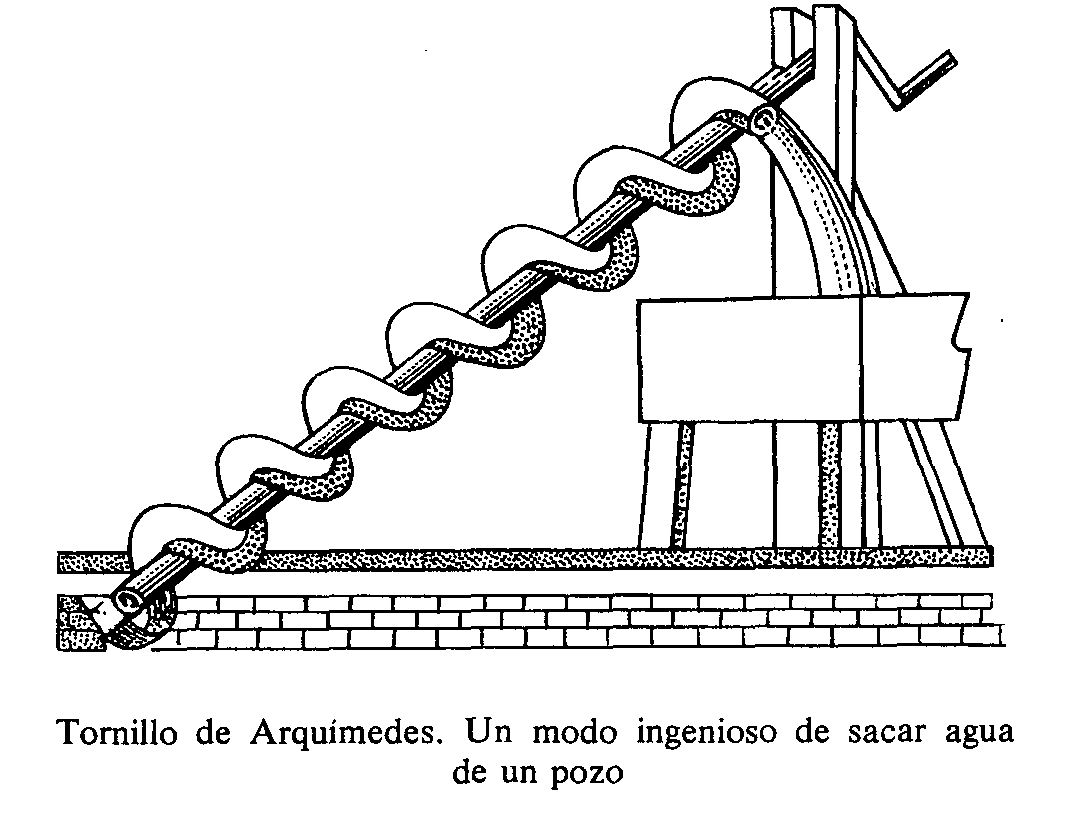 Tornillo de Arquímedes. Un modo ingenioso de sacar agua
de un pozo